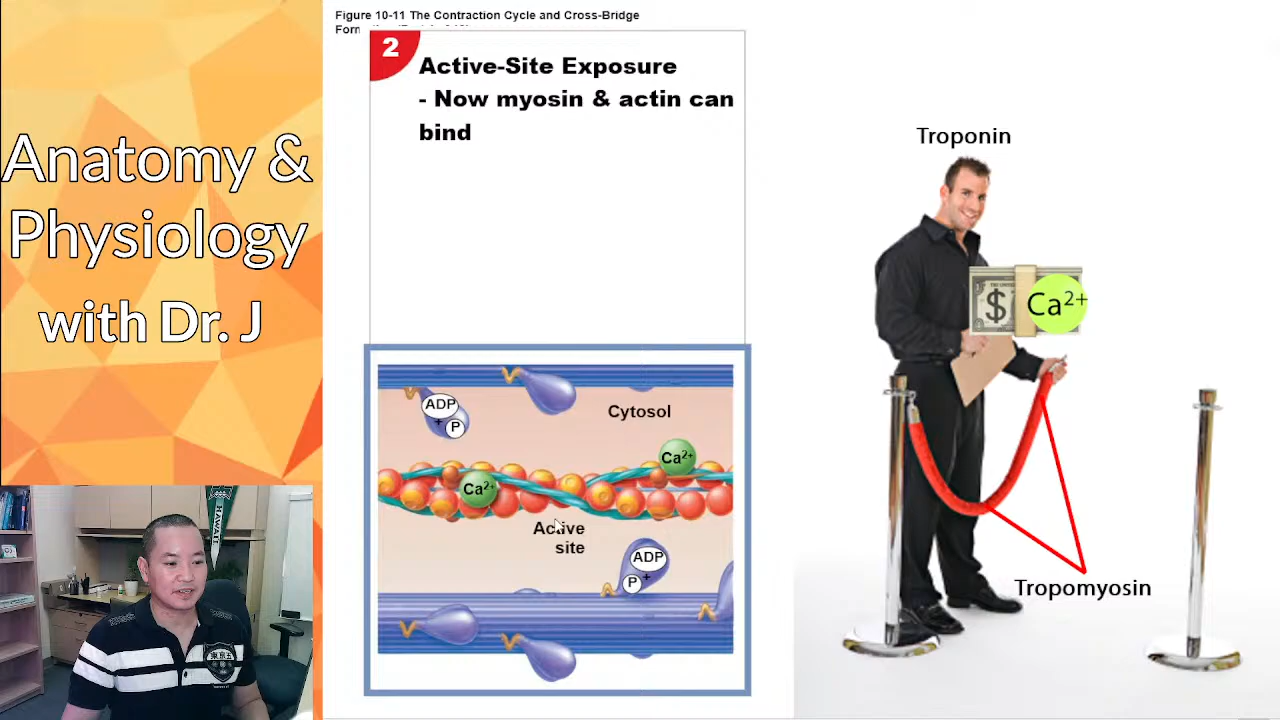 Anatomy &
Physiology
with Dr. J
HAWAII
Figure 10-11 The Contraction Cycle and Cross-Bridge
2
Active-Site Exposure
- Now myosin & actin can
bind
ADP
+
P
Cytosol
Ca2+
Ca2+
Active
site
ADP
+
P
Troponin
$
Ca2+
Tropomyosin